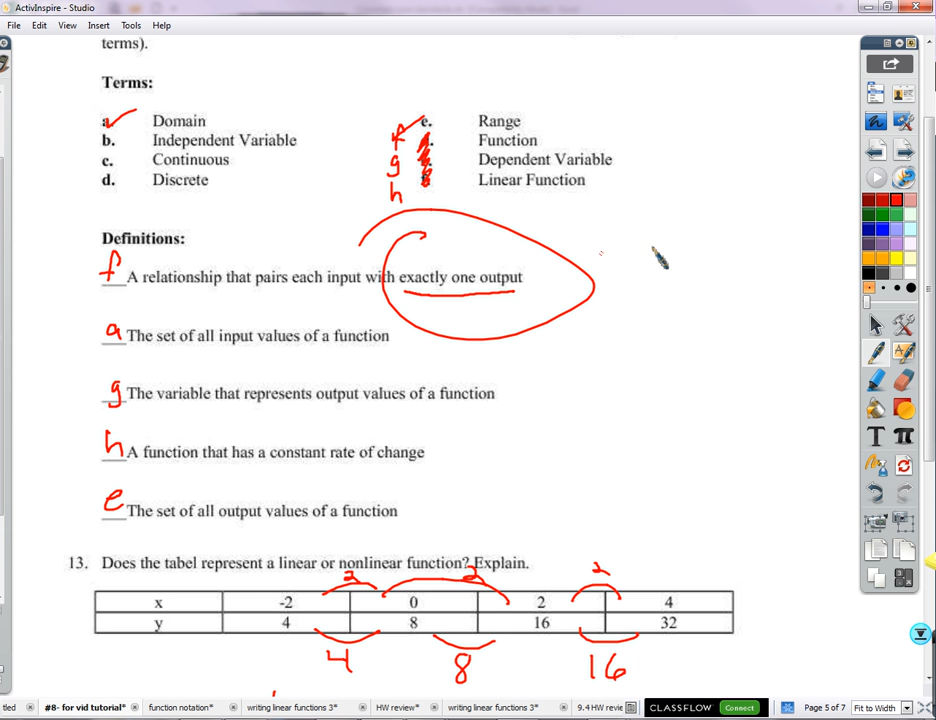 ActivInspire - Studio
File Edit View Insert Tools Help
terms).
Terms:
a. Domain e. Range
b. Independent Variable f Function
c. Continuous g Dependent Variable
d. Discrete h Linear Function
Definitions:
f A relationship that pairs each input with exactly one output
a The set of all input values of a function
g The variable that represents output values of a function
h A function that has a constant rate of change
e The set of all output values of a function
13. Does the tabel represent a linear or nonlinear function? Explain.
2 2 2
x -2 0 2 4
y 4 8 16 32
4 8 16
tled #8- for vid tutorial* function notation* writing linear functions 3* HW review* writing linear functions 3* 9.4 HW revie CLASSFLOW Connect Page 5 of 7 Fit to Width